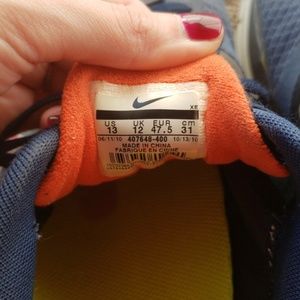 US UK EUR cm
13 12 47.5 31
06/11/10 407648-400 10/13/10
MADE IN CHINA
FABRIQUE EN CHINE